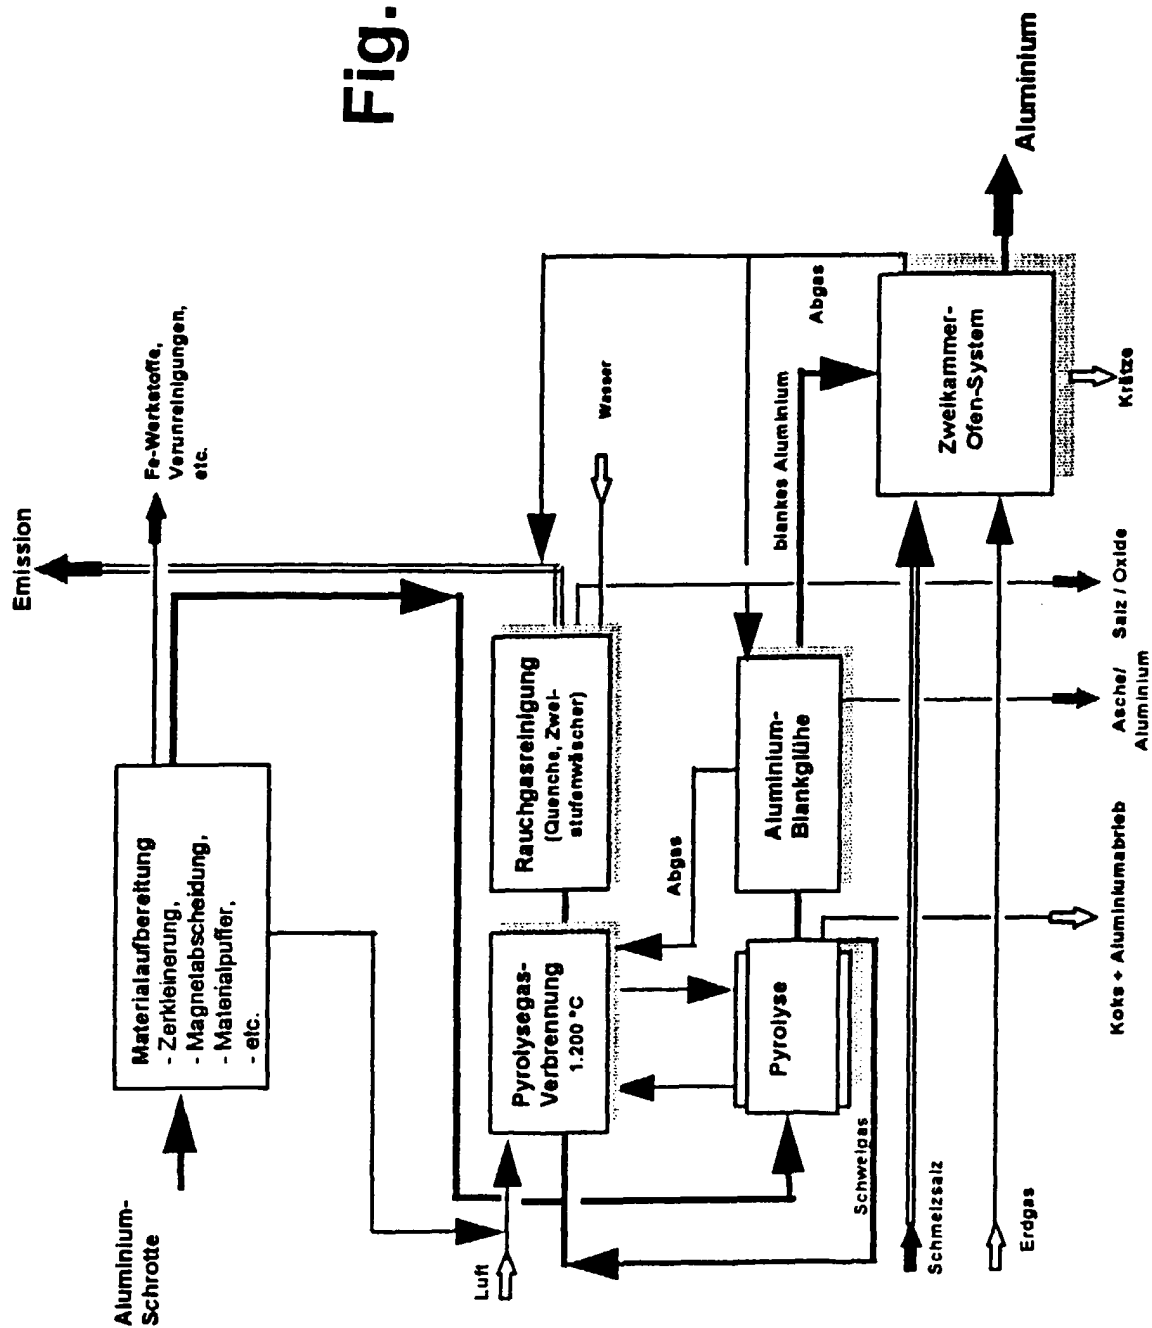 Fig.
Emission
Aluminium-
Schrotte
Materialaufbereitung
- Zerkleinerung,
- Magnetabscheidung,
- Materialpuffer,
- etc.
Fe-Werkstoffe,
Verunreinigungen,
etc.
Luft
Pyrolysegas-
Verbrennung
1.200 °C
Rauchgasreinigung
(Quenche, Zwei-
stufenwäscher)
Wasser
Abgas
Schwelgas
Pyrolyse
Aluminium-
Blankglühe
blankes Aluminium
Abgas
Zweikammer-
Ofen-System
Aluminium
Schmelzsalz
Erdgas
Koks + Aluminiumabrieb
Asche/
Aluminium
Salz / Oxide
Krätze